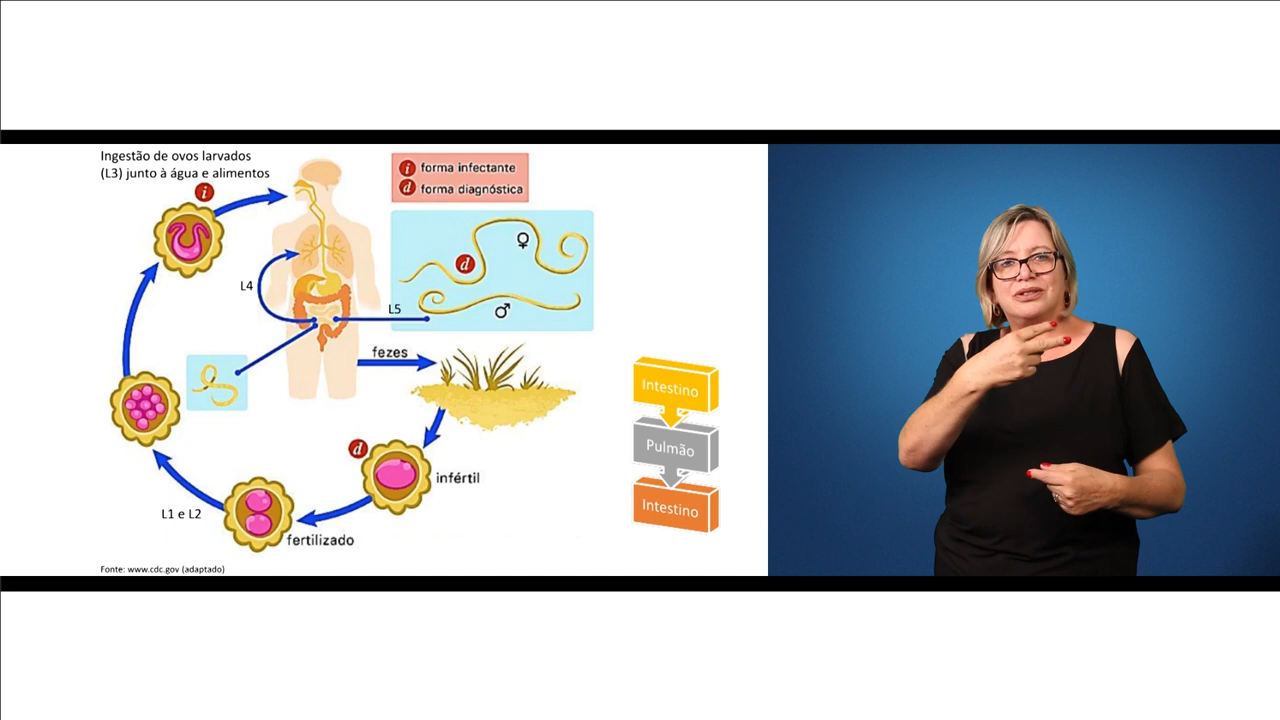 Ingestão de ovos larvados
(L3) junto à água e alimentos
i
i forma infectante
d forma diagnóstica
d
L4
L5
fezes
Intestino
Pulmão
Intestino
d
infértil
L1 e L2
fertilizado
Fonte: www.cdc.gov (adaptado)